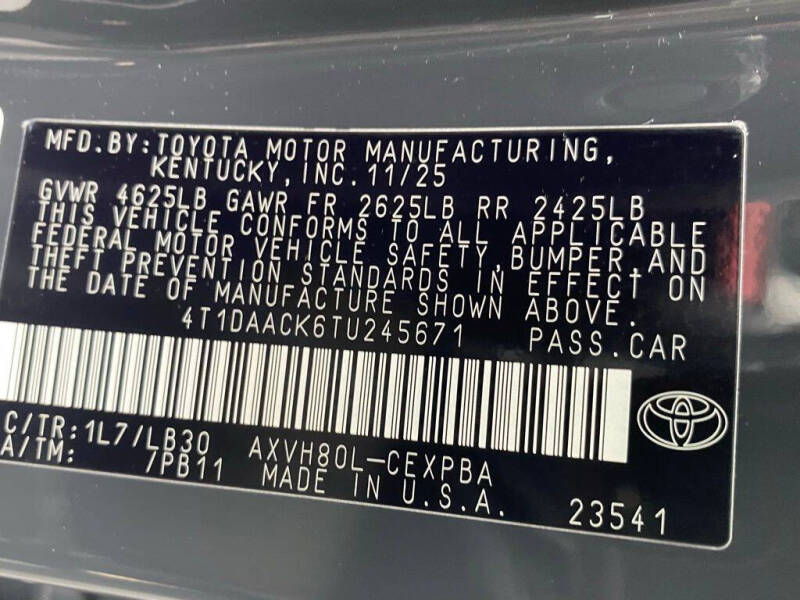 MFD.BY:TOYOTA MOTOR MANUFACTURING,
KENTUCKY,INC.11/25
GVWR 4625LB GAWR FR 2625LB RR 2425LB
THIS VEHICLE CONFORMS TO ALL APPLICABLE
FEDERAL MOTOR VEHICLE SAFETY,BUMPER,AND
THEFT PREVENTION STANDARDS IN EFFECT ON
THE DATE OF MANUFACTURE SHOWN ABOVE.
4T1DAACK6TU245671 PASS.CAR
C/TR:1L7/LB30 AXVH80L-CEXPBA
A/TM: /PB11 MADE IN U.S.A.
23541